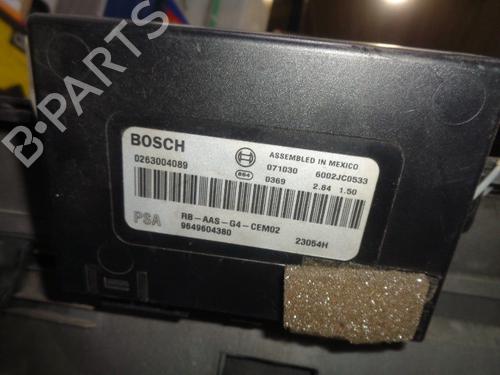 B-PARTS
BOSCH
ASSEMBLED IN MEXICO
0263004089
071030 6002JC0533
864 0369 2.84 1.50
PSA
RB-AAS-G4-CEM02
9649604380
23054H